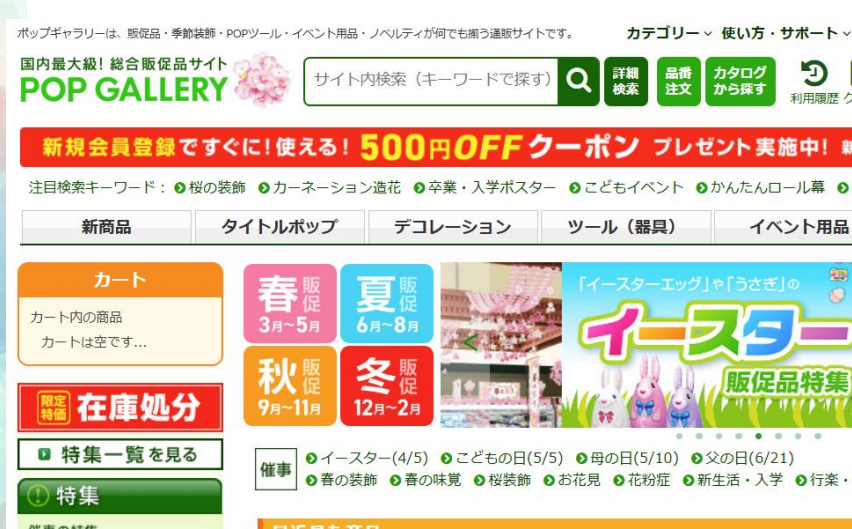 ポップギャラリーは、販促品・季節装飾・POPツール・イベント用品・ノベルティが何でも揃う通販サイトです。
カテゴリー 使い方・サポート
国内最大級! 総合販促品サイト
POP GALLERY
サイト内検索（キーワードで探す）
詳細検索
品番注文
カタログから探す
利用履歴
新規会員登録ですぐに!使える! 500円OFFクーポン プレゼント実施中!
注目検索キーワード： 桜の装飾 カーネーション造花 卒業・入学ポスター こどもイベント かんたんロール幕
新商品 タイトルポップ デコレーション ツール（器具） イベント用品
カート
カート内の商品
カートは空です...
春販促
3月～5月
夏販促
6月～8月
秋販促
9月～11月
冬販促
12月～2月
「イースターエッグ」や「うさぎ」の
イースター
販促品特集
限定特価 在庫処分
特集一覧を見る
特集
催事
イースター(4/5) こどもの日(5/5) 母の日(5/10) 父の日(6/21)
春の装飾 春の味覚 桜装飾 お花見 花粉症 新生活・入学 行楽・